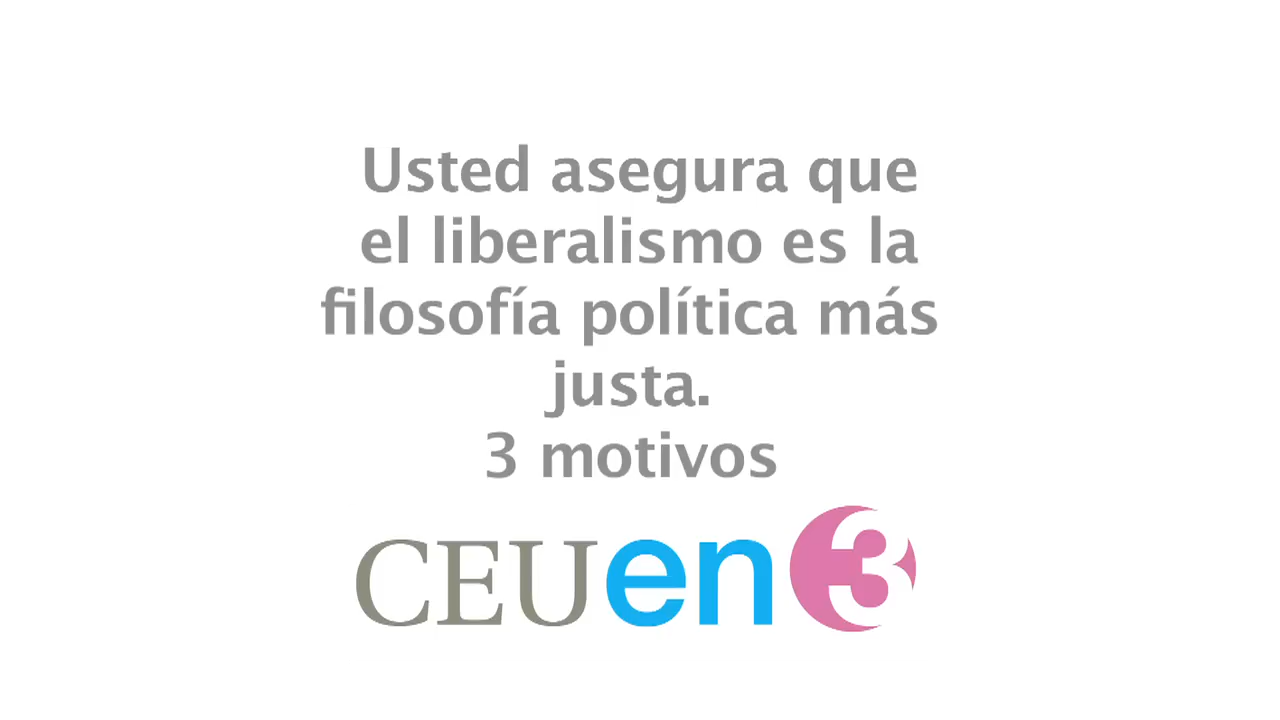 Usted asegura que
el liberalismo es la
filosofía política más
justa.
3 motivos
CEUen3